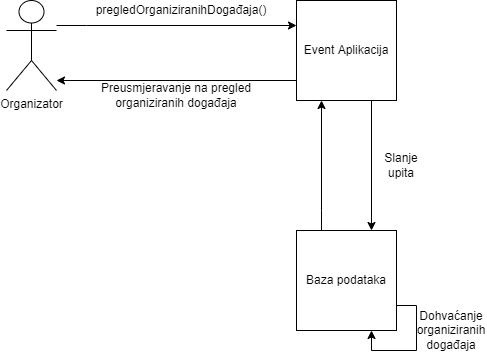 pregledOrganiziranihDogađaja()
Event Aplikacija
Preusmjeravanje na pregled
organiziranih događaja
Organizator
Slanje
upita
Baza podataka
Dohvaćanje
organiziranih
događaja